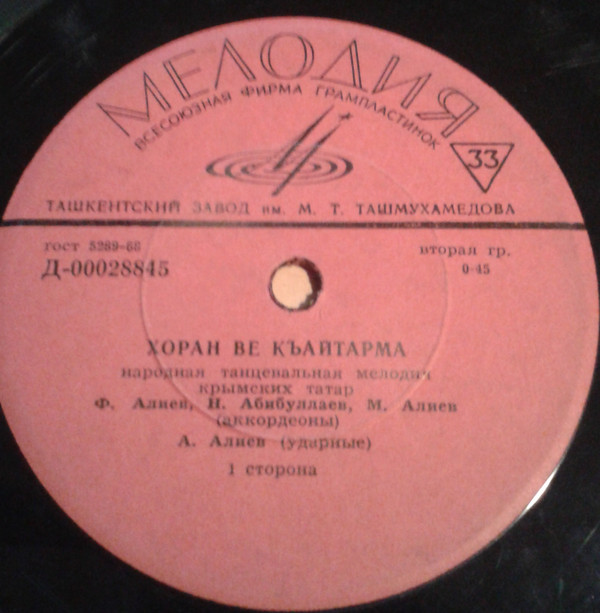 МЕЛОДИЯ
ВСЕСОЮЗНАЯ ФИРМА ГРАМПЛАСТИНОК
33
ТАШКЕНТСКИЙ ЗАВОД им. М. Т. ТАШМУХАМЕДОВА
гост 5289-68
вторая гр.
Д-00028845
0-45
ХОРАН ВЕ КЪАЙТАРМА
народная танцевальная мелодия
крымских татар
Ф. Алиев, Н. Абибуллаев, М. Алиев
(аккордеоны)
А. Алиев (ударные)
1 сторона